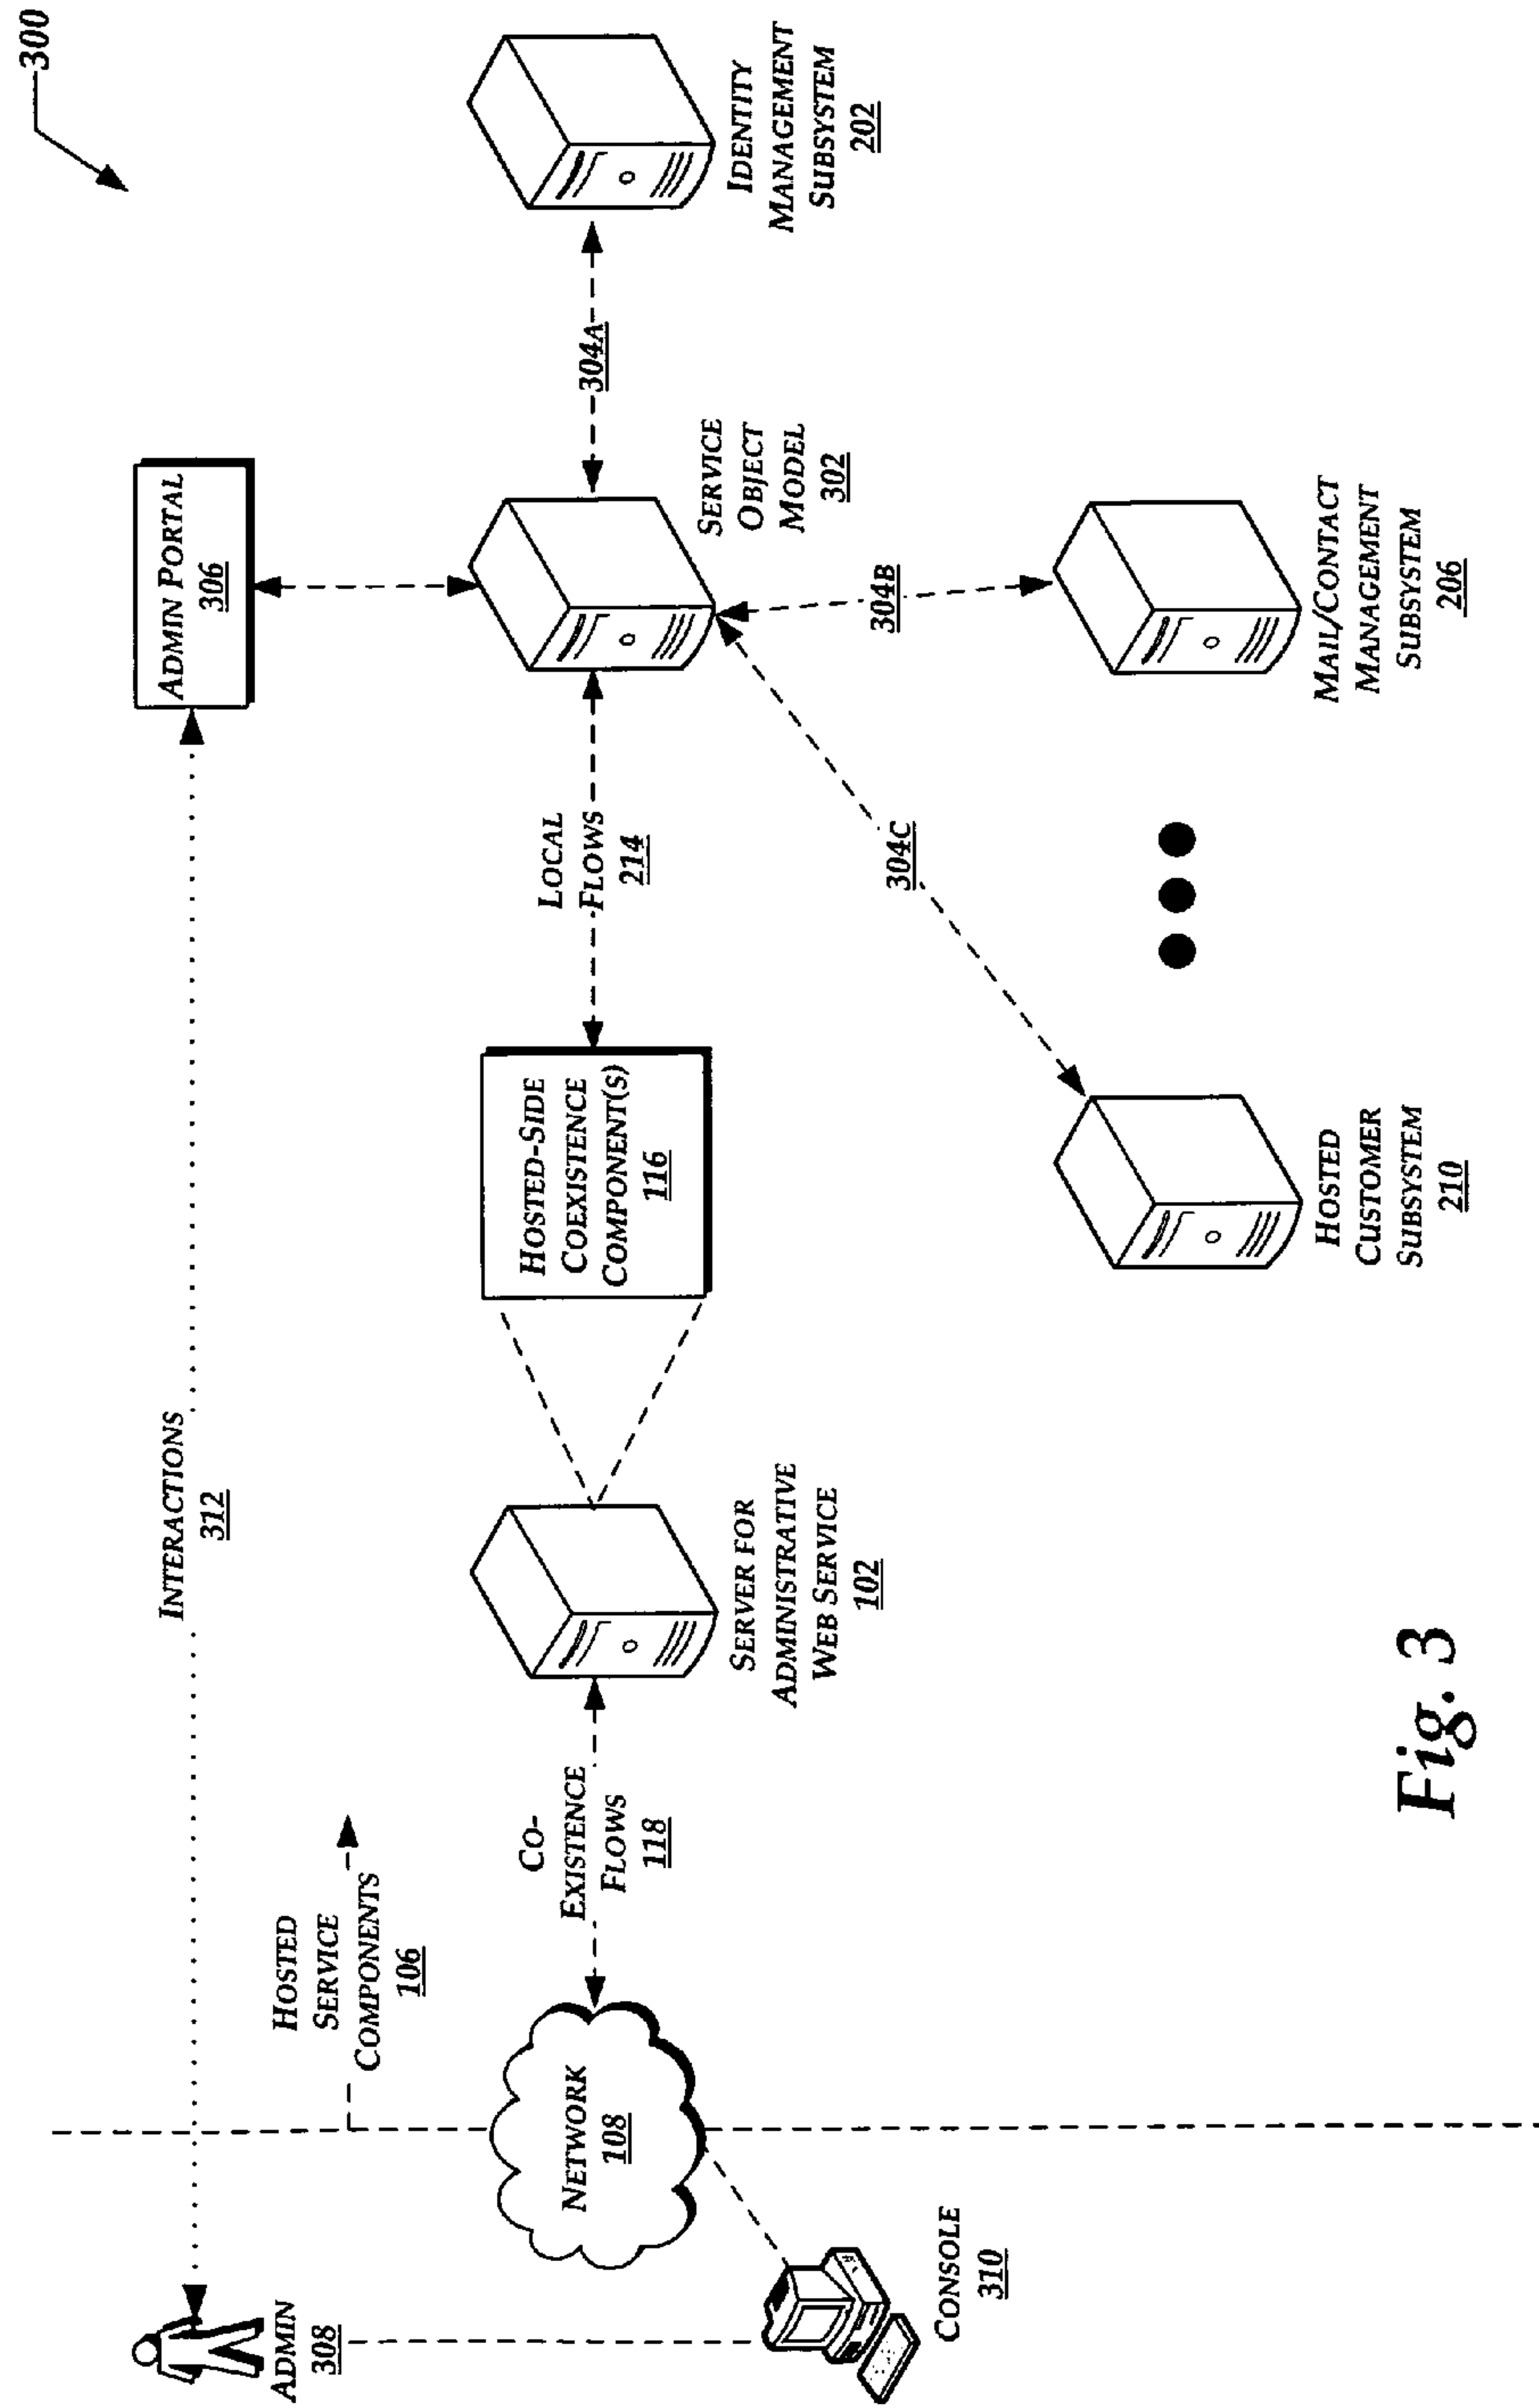 300
ADMIN
308
INTERACTIONS
312
ADMIN PORTAL
306
HOSTED
SERVICE
COMPONENTS
106
NETWORK
108
CO-
EXISTENCE
FLOWS
118
SERVER FOR
ADMINISTRATIVE
WEB SERVICE
102
HOSTED-SIDE
COEXISTENCE
COMPONENT(S)
116
LOCAL
FLOWS
214
SERVICE
OBJECT
MODEL
302
304A
IDENTITY
MANAGEMENT
SUBSYSTEM
202
304B
304C
CONSOLE
310
HOSTED
CUSTOMER
SUBSYSTEM
210
MAIL/CONTACT
MANAGEMENT
SUBSYSTEM
206
Fig. 3